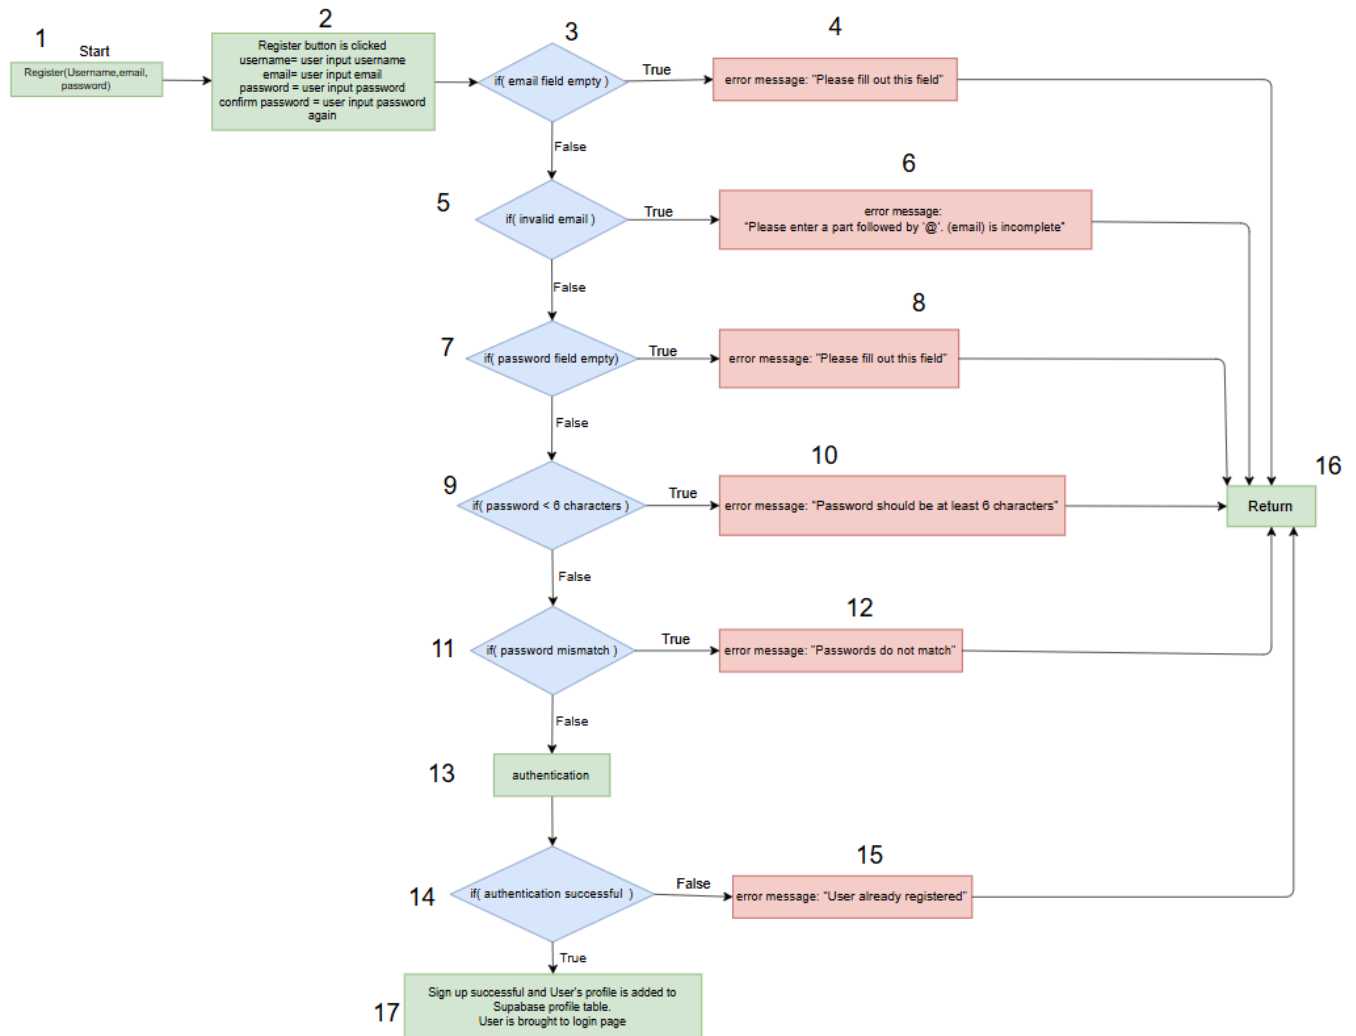 1
Start
Register(Username,email,
password)
2
Register button is clicked
username= user input username
email= user input email
password = user input password
confirm password = user input password
again
3
if( email field empty )
True
4
error message: "Please fill out this field"
False
5
if( invalid email )
True
6
error message:
"Please enter a part followed by '@'. (email) is incomplete"
False
7
if( password field empty)
True
8
error message: "Please fill out this field"
False
9
if( password < 6 characters )
True
10
error message: "Password should be at least 6 characters"
16
Return
False
11
if( password mismatch )
True
12
error message: "Passwords do not match"
False
13
authentication
14
if( authentication successful )
False
15
error message: "User already registered"
True
17
Sign up successful and User's profile is added to
Supabase profile table.
User is brought to login page